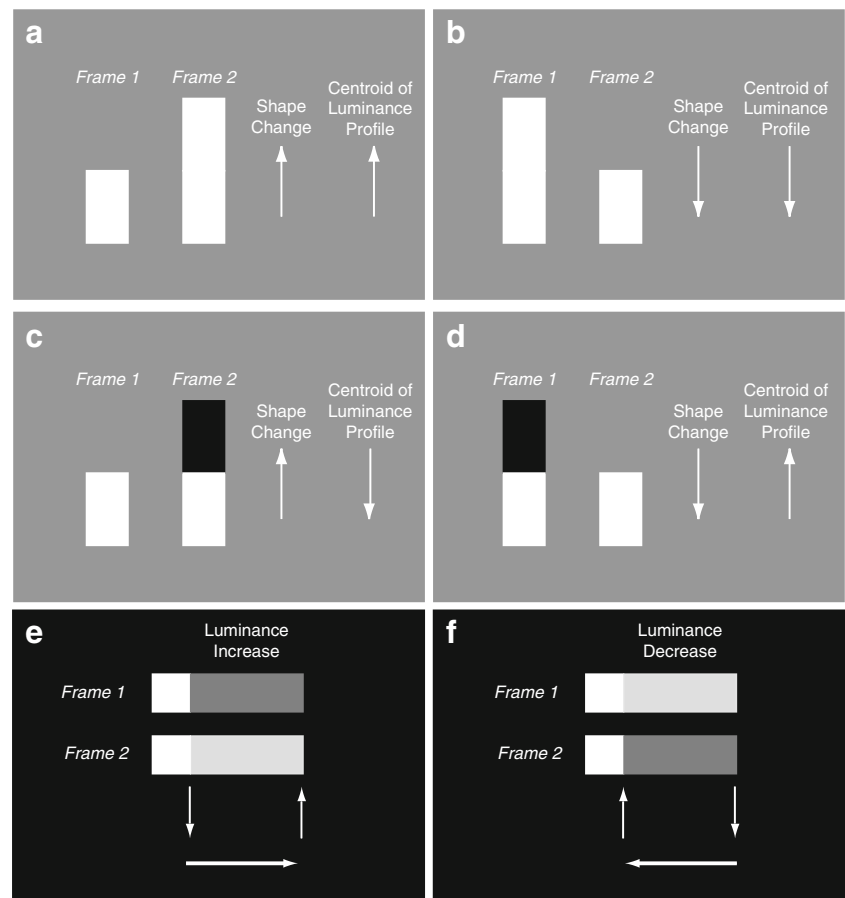 a
Frame 1
Frame 2
Shape
Change
Centroid of
Luminance
Profile
b
Frame 1
Frame 2
Shape
Change
Centroid of
Luminance
Profile
c
Frame 1
Frame 2
Shape
Change
Centroid of
Luminance
Profile
d
Frame 1
Frame 2
Shape
Change
Centroid of
Luminance
Profile
e
Luminance
Increase
Frame 1
Frame 2
f
Luminance
Decrease
Frame 1
Frame 2